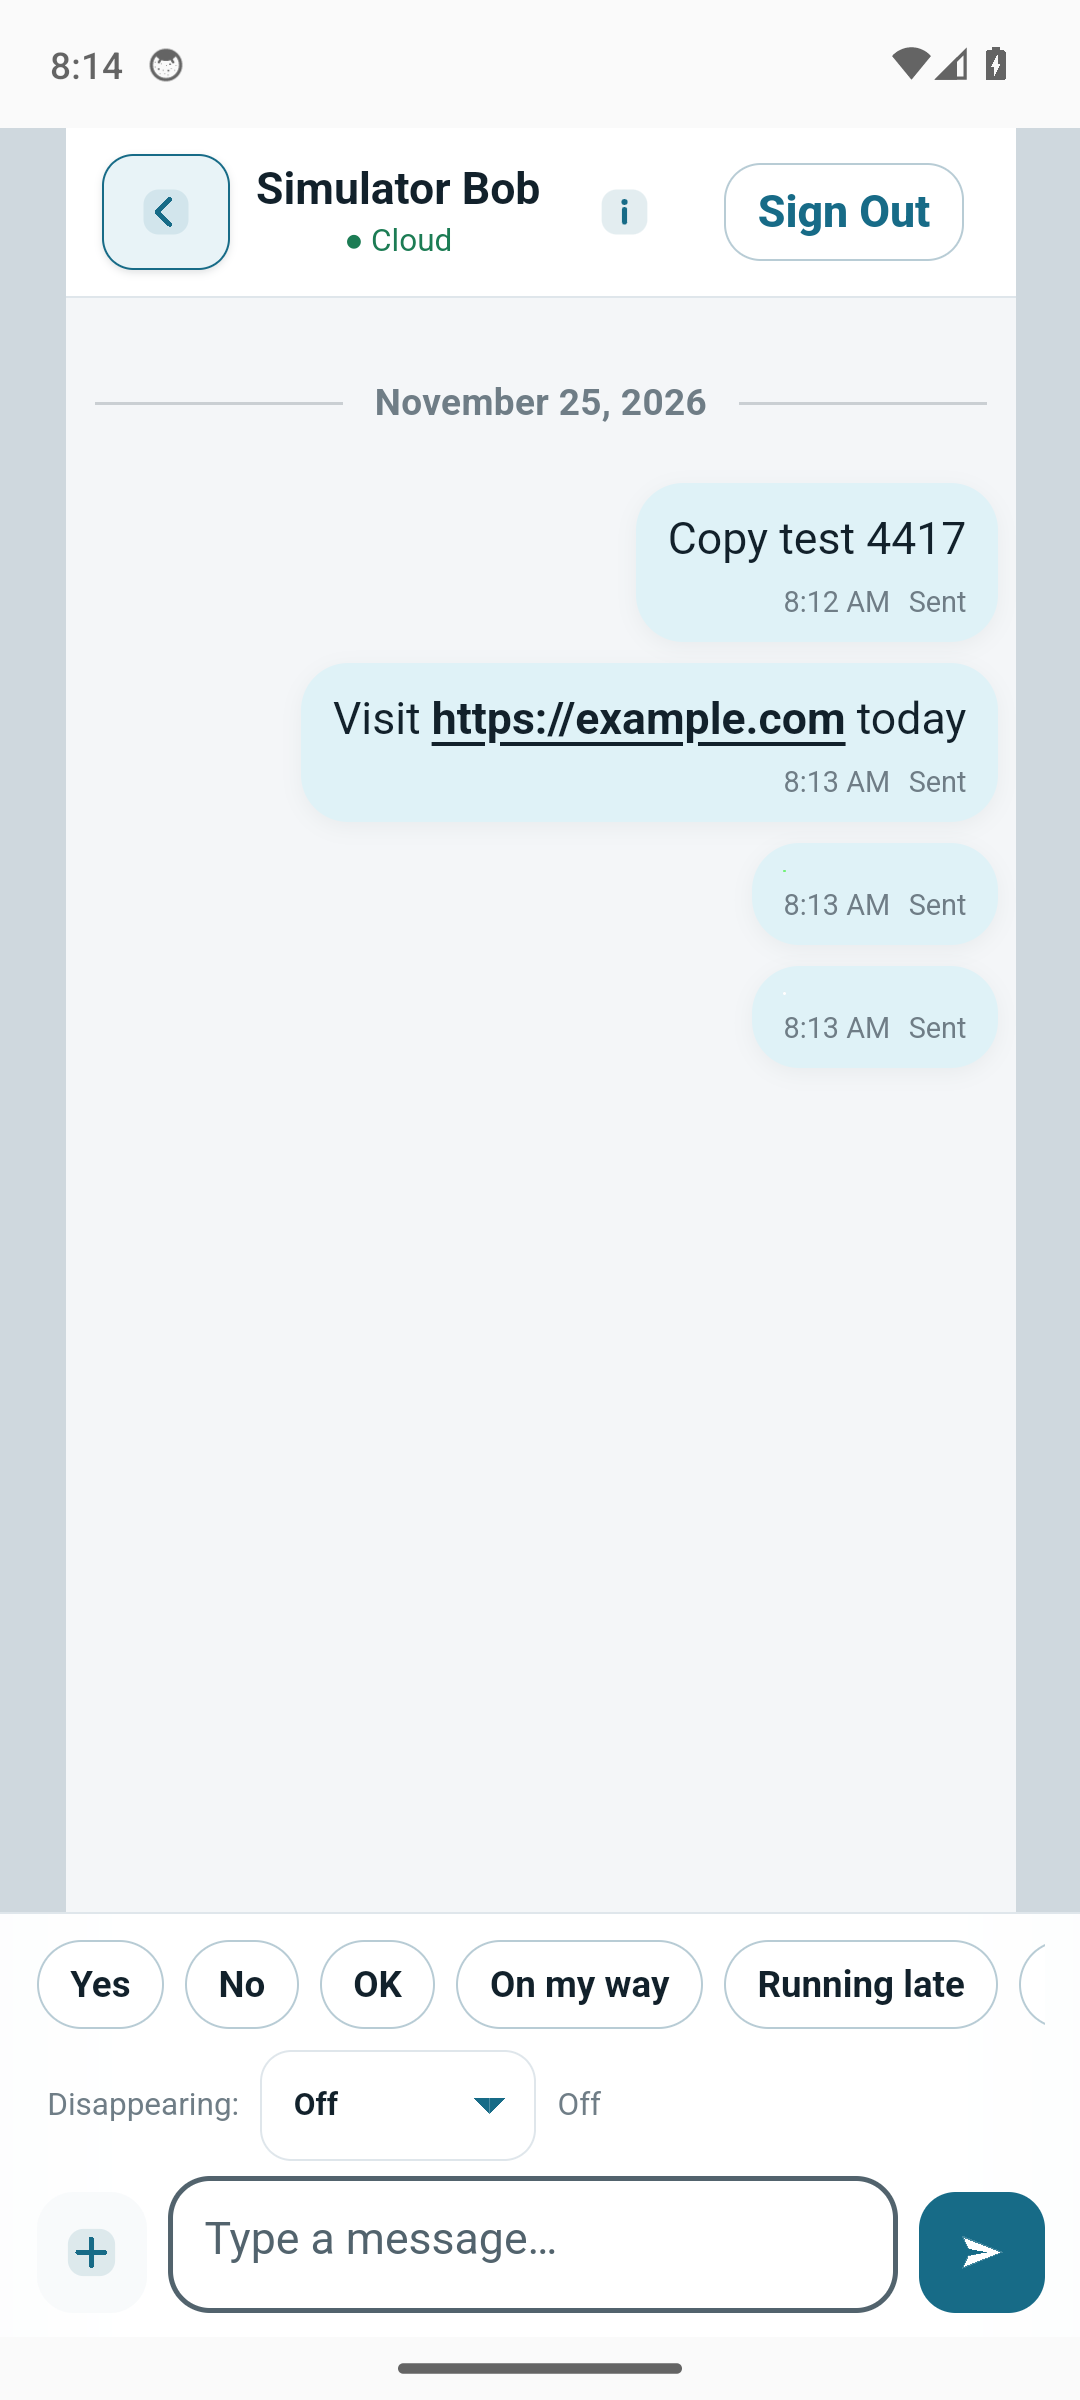 8:14
Simulator Bob
Cloud
Sign Out
November 25, 2026
Copy test 4417
8:12 AM Sent
Visit https://example.com today
8:13 AM Sent
8:13 AM Sent
8:13 AM Sent
Yes No OK On my way Running late
Disappearing: Off Off
Type a message…